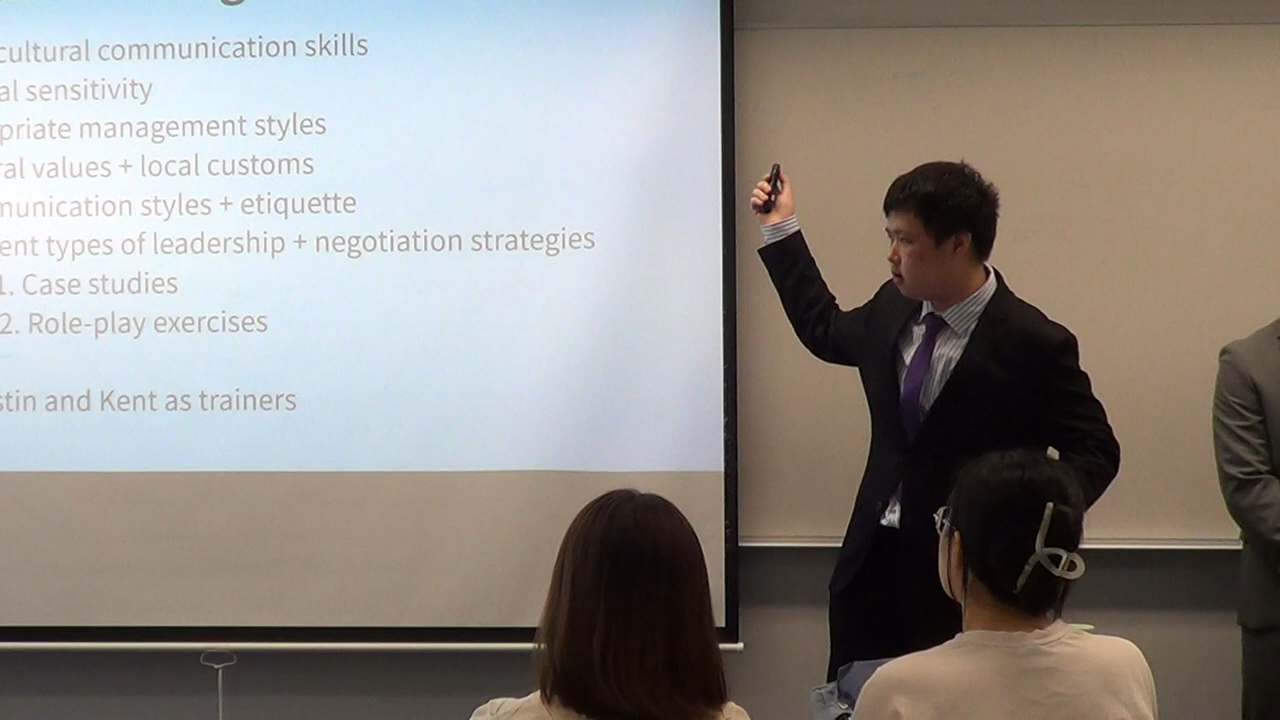 cultural communication skills
al sensitivity
priate management styles
ral values + local customs
munication styles + etiquette
ent types of leadership + negotiation strategies
1. Case studies
2. Role-play exercises
stin and Kent as trainers